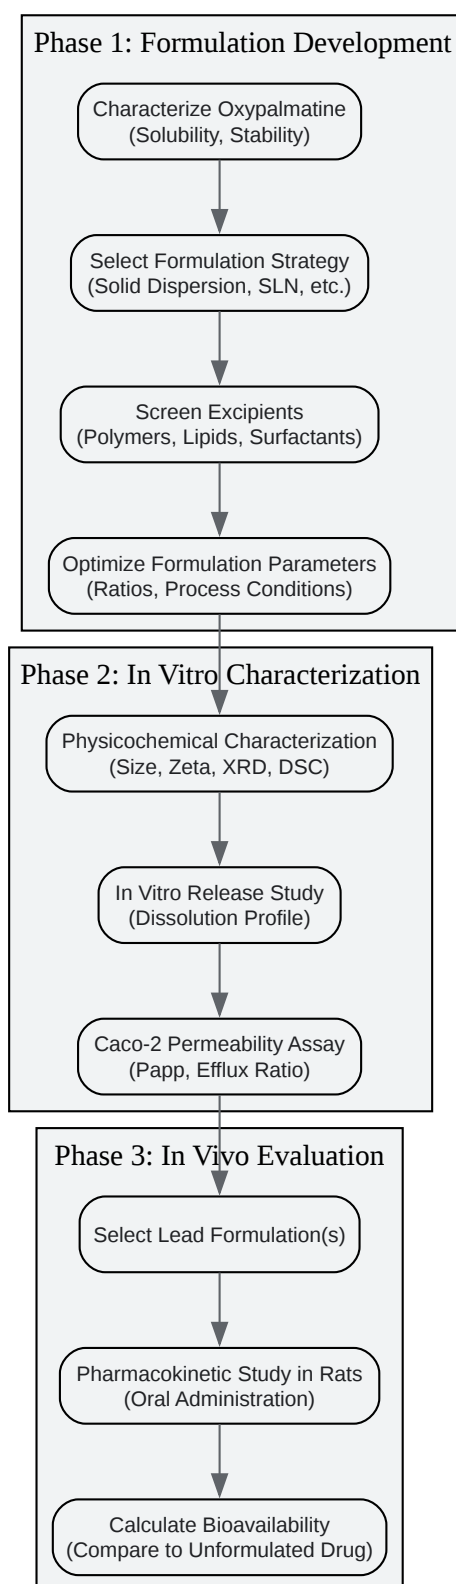 Phase 1: Formulation Development
Characterize Oxypalmatine
(Solubility, Stability)
Select Formulation Strategy
(Solid Dispersion, SLN, etc.)
Screen Excipients
(Polymers, Lipids, Surfactants)
Optimize Formulation Parameters
(Ratios, Process Conditions)
Phase 2: In Vitro Characterization
Physicochemical Characterization
(Size, Zeta, XRD, DSC)
In Vitro Release Study
(Dissolution Profile)
Caco-2 Permeability Assay
(Papp, Efflux Ratio)
Phase 3: In Vivo Evaluation
Select Lead Formulation(s)
Pharmacokinetic Study in Rats
(Oral Administration)
Calculate Bioavailability
(Compare to Unformulated Drug)